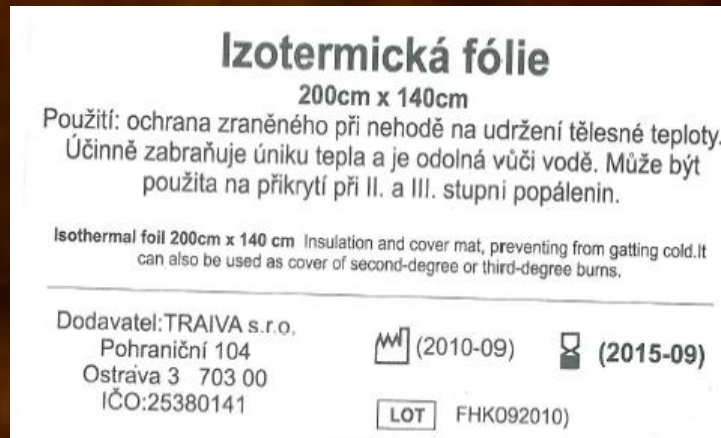 Izotermická fólie
200cm x 140cm
Použití: ochrana zraněného při nehodě na udržení tělesné teploty.
Účinně zabraňuje úniku tepla a je odolná vůči vodě. Může být
použita na přikrytí při II. a III. stupni popálenin.
Isothermal foil 200cm x 140 cm Insulation and cover mat, preventing from gatting cold.It
can also be used as cover of second-degree or third-degree burns.
Dodavatel:TRAIVA s.r.o.
Pohraniční 104
Ostrava 3 703 00
IČO:25380141
(2010-09)
(2015-09)
LOT FHK092010)